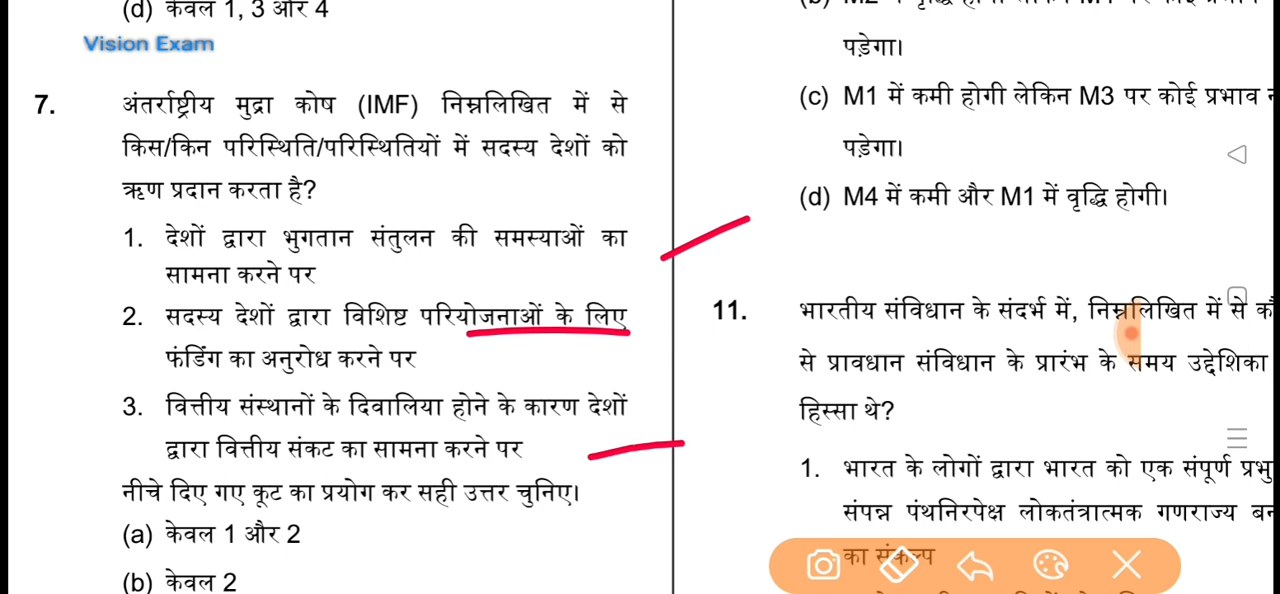 (d) केवल 1, 3 और 4
Vision Exam
7. अंतर्राष्ट्रीय मुद्रा कोष (IMF) निम्नलिखित में से
किस/किन परिस्थिति/परिस्थितियों में सदस्य देशों को
ऋण प्रदान करता है?
1. देशों द्वारा भुगतान संतुलन की समस्याओं का
सामना करने पर
2. सदस्य देशों द्वारा विशिष्ट परियोजनाओं के लिए
फंडिंग का अनुरोध करने पर
3. वित्तीय संस्थानों के दिवालिया होने के कारण देशों
द्वारा वित्तीय संकट का सामना करने पर
नीचे दिए गए कूट का प्रयोग कर सही उत्तर चुनिए।
(a) केवल 1 और 2
(b) केवल 2
पड़ेगा।
(c) M1 में कमी होगी लेकिन M3 पर कोई प्रभाव
पड़ेगा।
(d) M4 में कमी और M1 में वृद्धि होगी।
11. भारतीय संविधान के संदर्भ में, निम्नलिखित में से
से प्रावधान संविधान के प्रारंभ के समय उद्देशिका
हिस्सा थे?
1. भारत के लोगों द्वारा भारत को एक संपूर्ण
संपन्न पंथनिरपेक्ष लोकतंत्रात्मक गणराज्य
का संकल्प